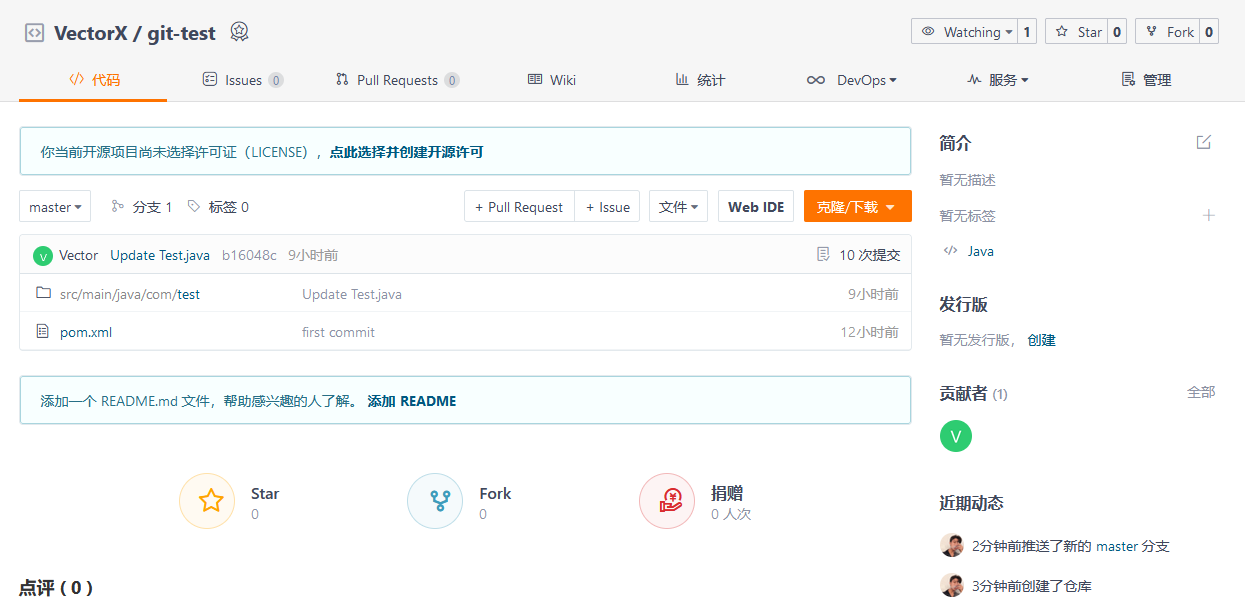 VectorX / git-test
Watching 1 Star 0 Fork 0
代码 Issues 0 Pull Requests 0 Wiki 统计 DevOps 服务 管理
你当前开源项目尚未选择许可证（LICENSE），点此选择并创建开源许可
master 分支 1 标签 0 + Pull Request + Issue 文件 Web IDE 克隆/下载
V Vector Update Test.java b16048c 9小时前 10 次提交
src/main/java/com/test Update Test.java 9小时前
pom.xml first commit 12小时前
添加一个 README.md 文件，帮助感兴趣的人了解。 添加 README
Star
0
Fork
0
捐赠
0 人次
点评 ( 0 )
简介
暂无描述
暂无标签
Java
发行版
暂无发行版， 创建
贡献者 (1) 全部
V
近期动态
2分钟前推送了新的 master 分支
3分钟前创建了仓库